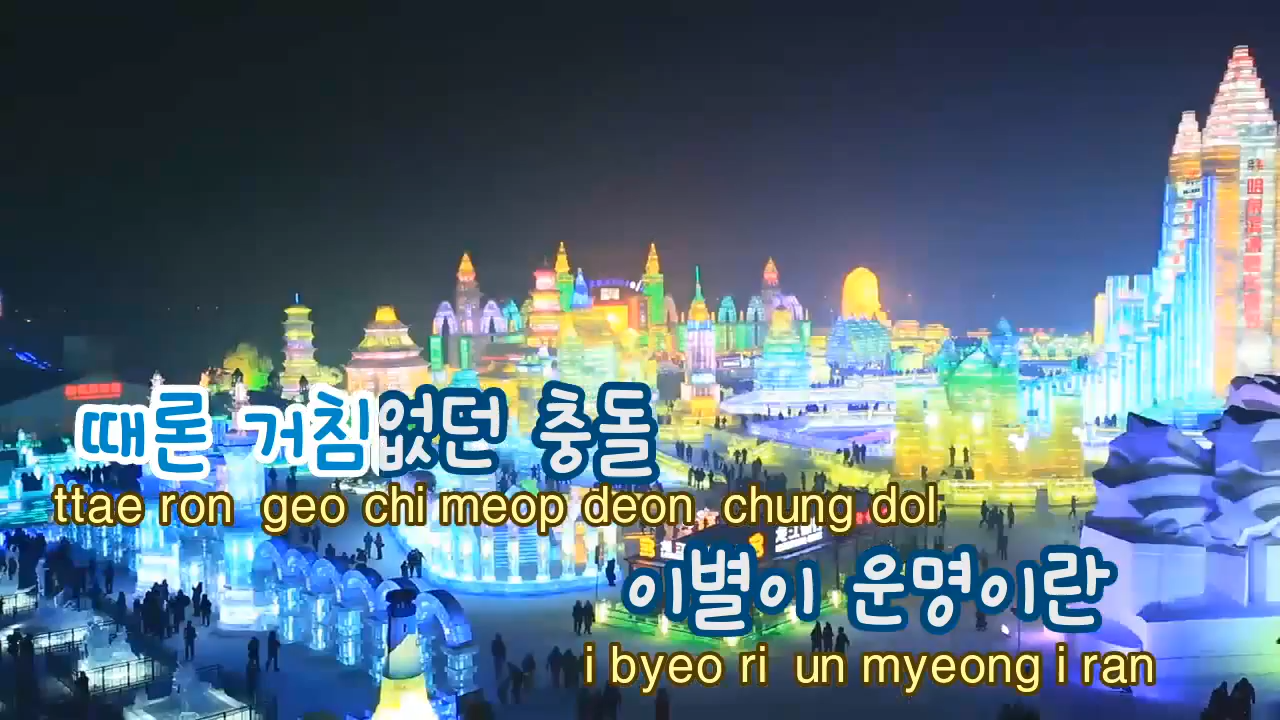 때론 거침없던 충돌
ttae ron geo chi meop deon chung dol
이별이 운명이란
i byeo ri un myeong i ran